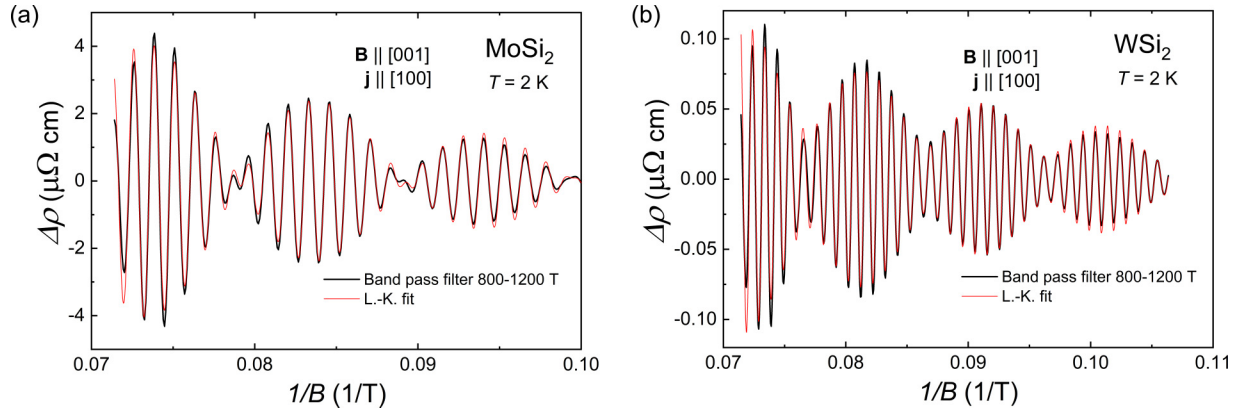 (a)
MoSi₂
B || [001]
j || [100]
T = 2 K
Δρ (μΩ cm)
4
2
0
-2
-4
Band pass filter 800-1200 T
L.-K. fit
0.07
0.08
0.09
0.10
1/B (1/T)
(b)
WSi₂
B || [001]
j || [100]
T = 2 K
Δρ (μΩ cm)
0.10
0.05
0.00
-0.05
-0.10
Band pass filter 800-1200 T
L.-K. fit
0.07
0.08
0.09
0.10
0.11
1/B (1/T)